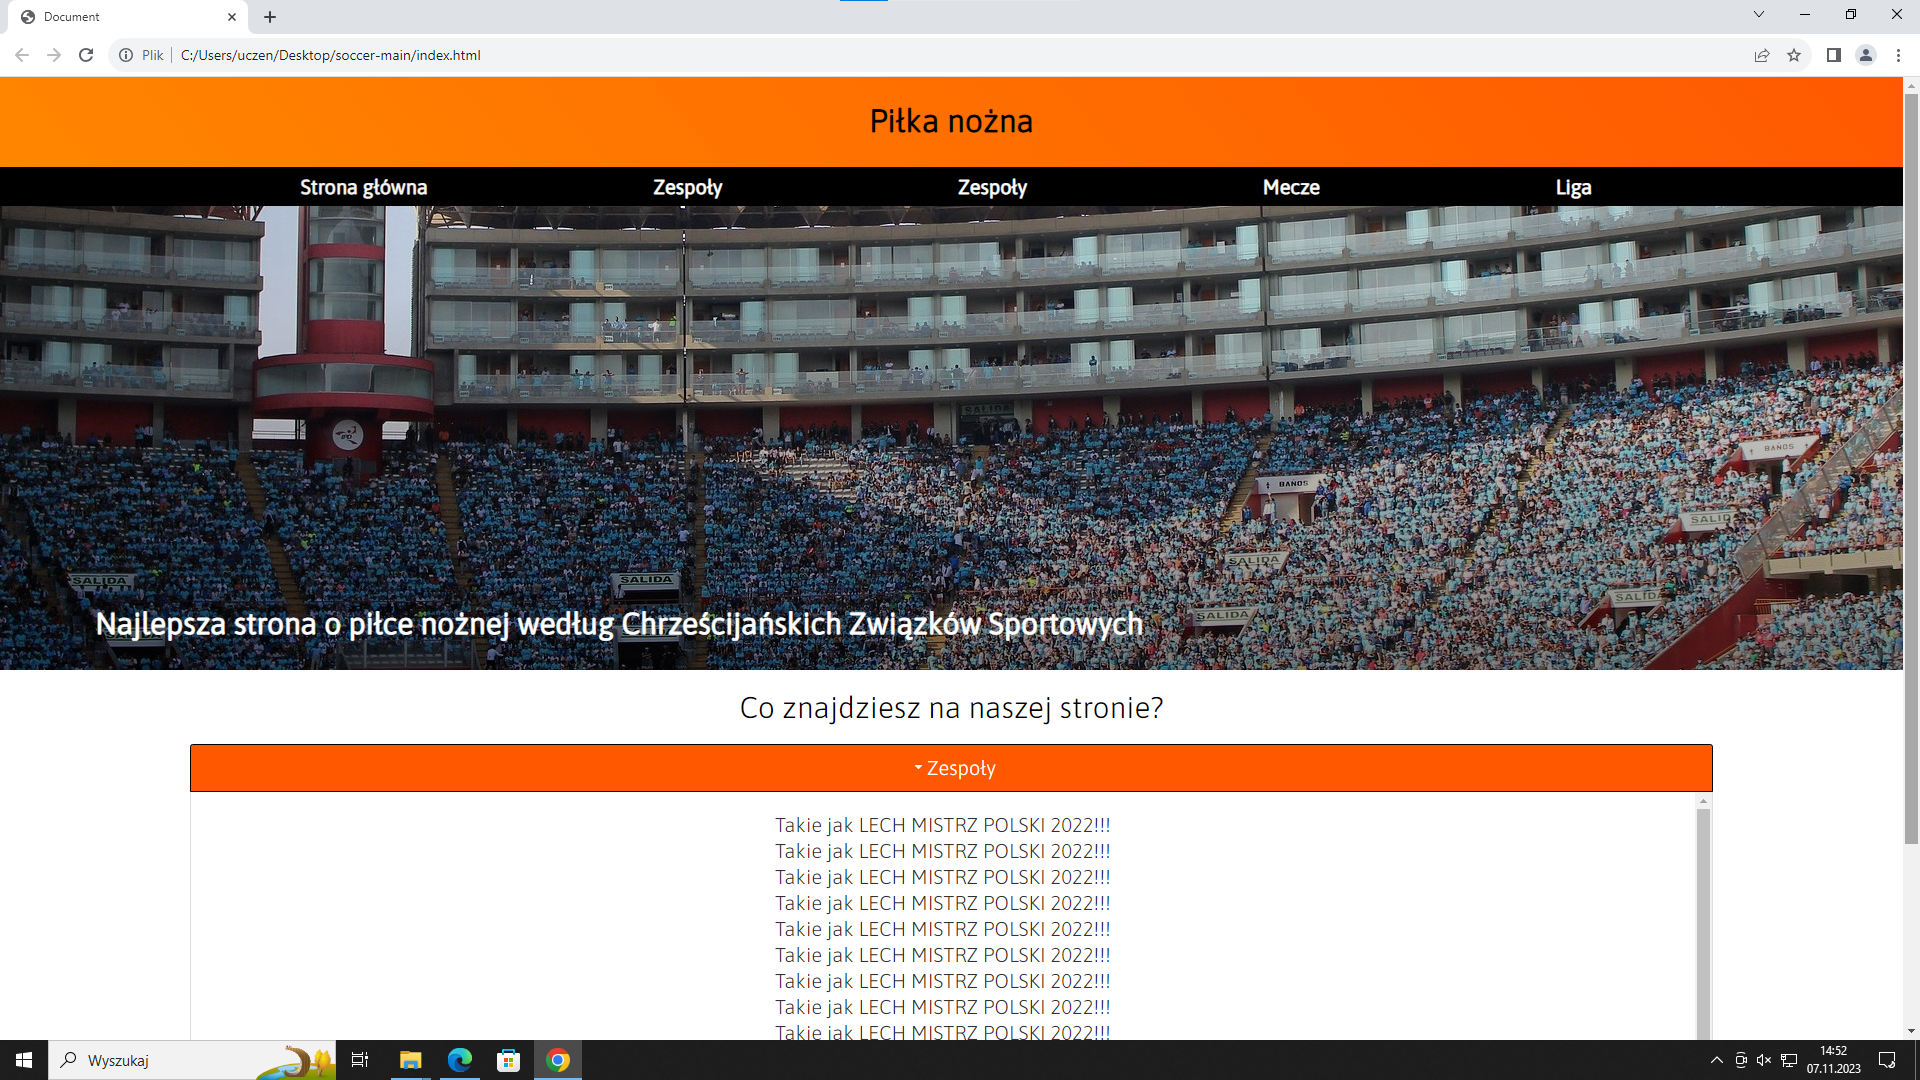 Document
Plik
C:/Users/uczen/Desktop/soccer-main/index.html
Piłka nożna
Strona główna
Zespoły
Zespoły
Mecze
Liga
SALIDA
BAÑOS
BAÑOS
SALIDA
SALIDA
SALIDA
SALIDA
SALIDA
SALIDA
Najlepsza strona o piłce nożnej według Chrześcijańskich Związków Sportowych
Co znajdziesz na naszej stronie?
Zespoły
Takie jak LECH MISTRZ POLSKI 2022!!!
Takie jak LECH MISTRZ POLSKI 2022!!!
Takie jak LECH MISTRZ POLSKI 2022!!!
Takie jak LECH MISTRZ POLSKI 2022!!!
Takie jak LECH MISTRZ POLSKI 2022!!!
Takie jak LECH MISTRZ POLSKI 2022!!!
Takie jak LECH MISTRZ POLSKI 2022!!!
Takie jak LECH MISTRZ POLSKI 2022!!!
Takie jak LECH MISTRZ POLSKI 2022!!!
Wyszukaj
14:52
07.11.2023